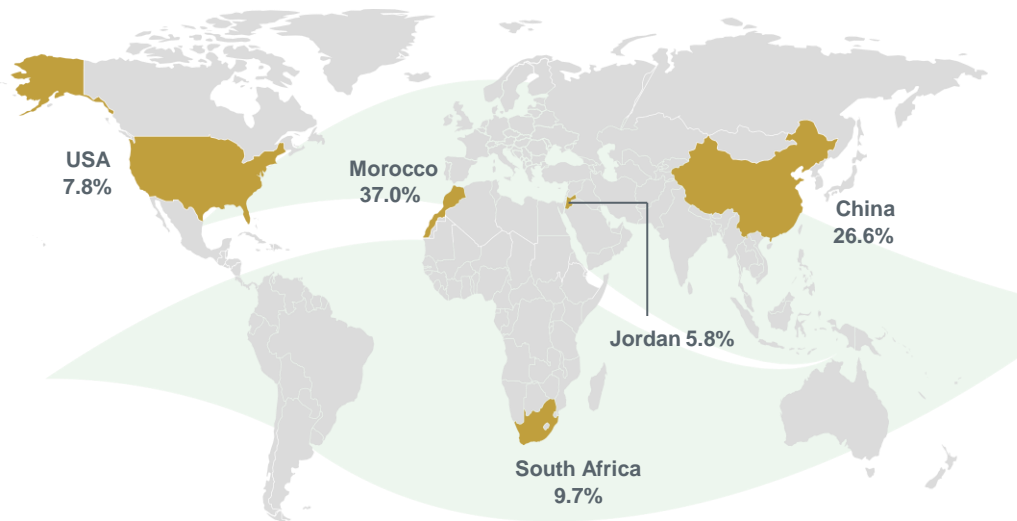 USA
7.8%
Morocco
37.0%
China
26.6%
Jordan 5.8%
South Africa
9.7%